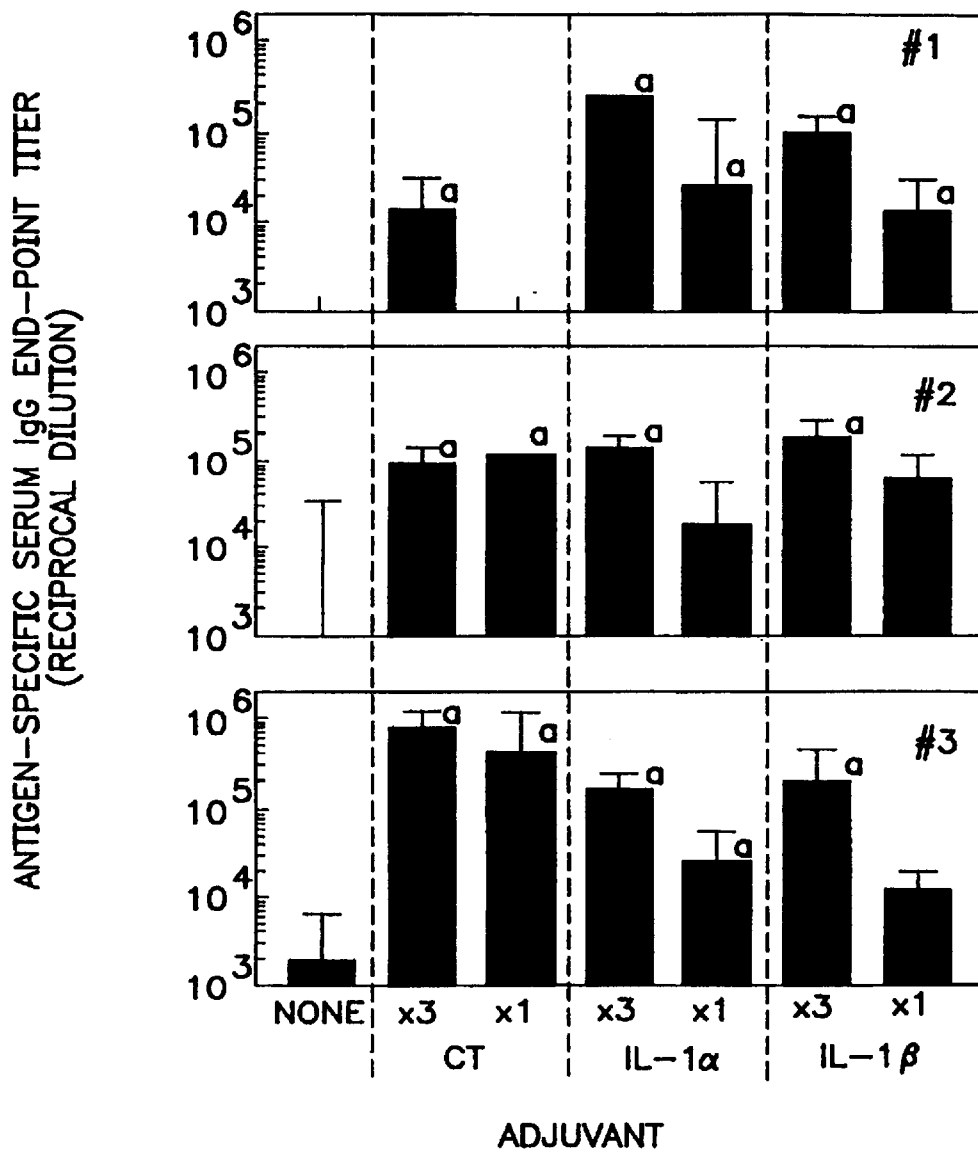 ANTIGEN-SPECIFIC SERUM IgG END-POINT TITER
(RECIPROCAL DILUTION)
10^6
10^5
10^4
10^3
#1
a
a
a
a
a
10^6
10^5
10^4
10^3
#2
a
a
a
a
10^6
10^5
10^4
10^3
#3
a
a
a
a
a
NONE x3 x1 x3 x1 x3 x1
CT IL-1α IL-1β
ADJUVANT